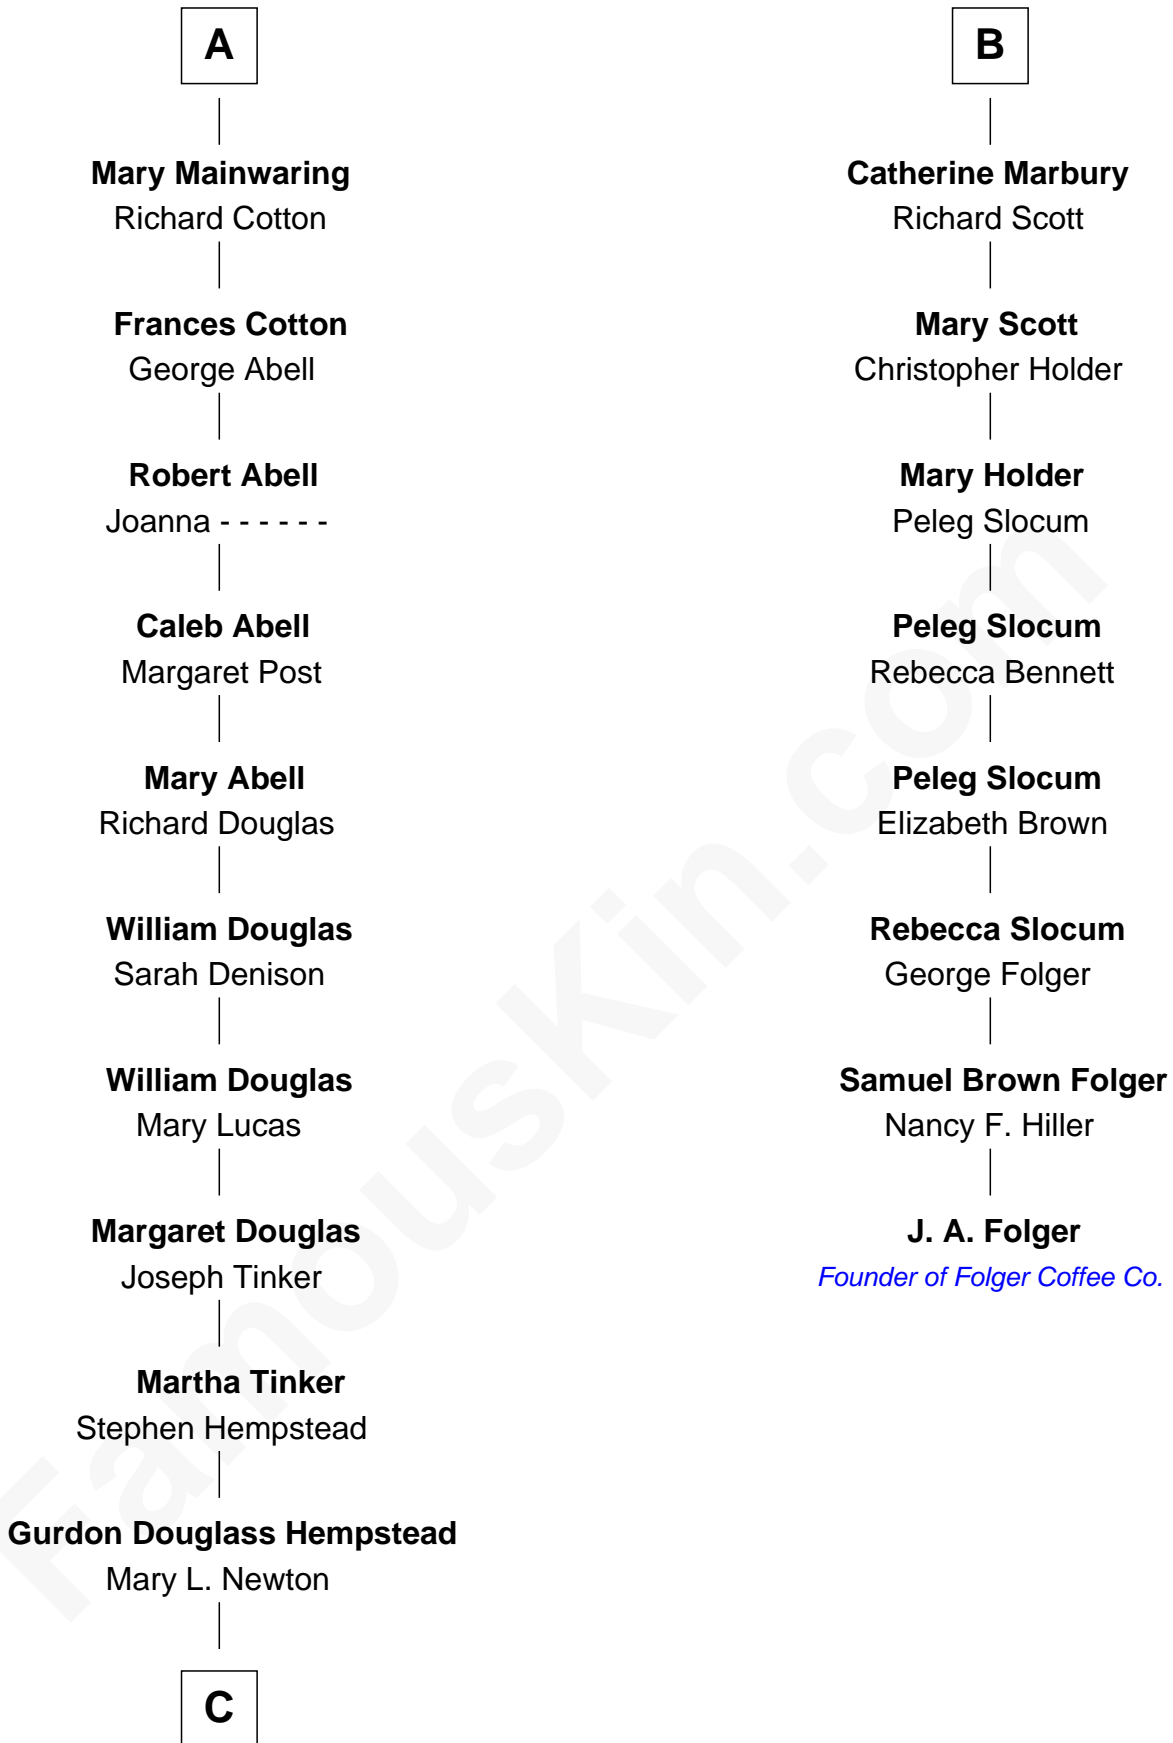 A
Mary Mainwaring
Richard Cotton
Frances Cotton
George Abell
Robert Abell
Joanna - - - - - -
Caleb Abell
Margaret Post
Mary Abell
Richard Douglas
William Douglas
Sarah Denison
William Douglas
Mary Lucas
Margaret Douglas
Joseph Tinker
Martha Tinker
Stephen Hempstead
Gurdon Douglass Hempstead
Mary L. Newton
C
B
Catherine Marbury
Richard Scott
Mary Scott
Christopher Holder
Mary Holder
Peleg Slocum
Peleg Slocum
Rebecca Bennett
Peleg Slocum
Elizabeth Brown
Rebecca Slocum
George Folger
Samuel Brown Folger
Nancy F. Hiller
J. A. Folger
Founder of Folger Coffee Co.
FamousKin.com